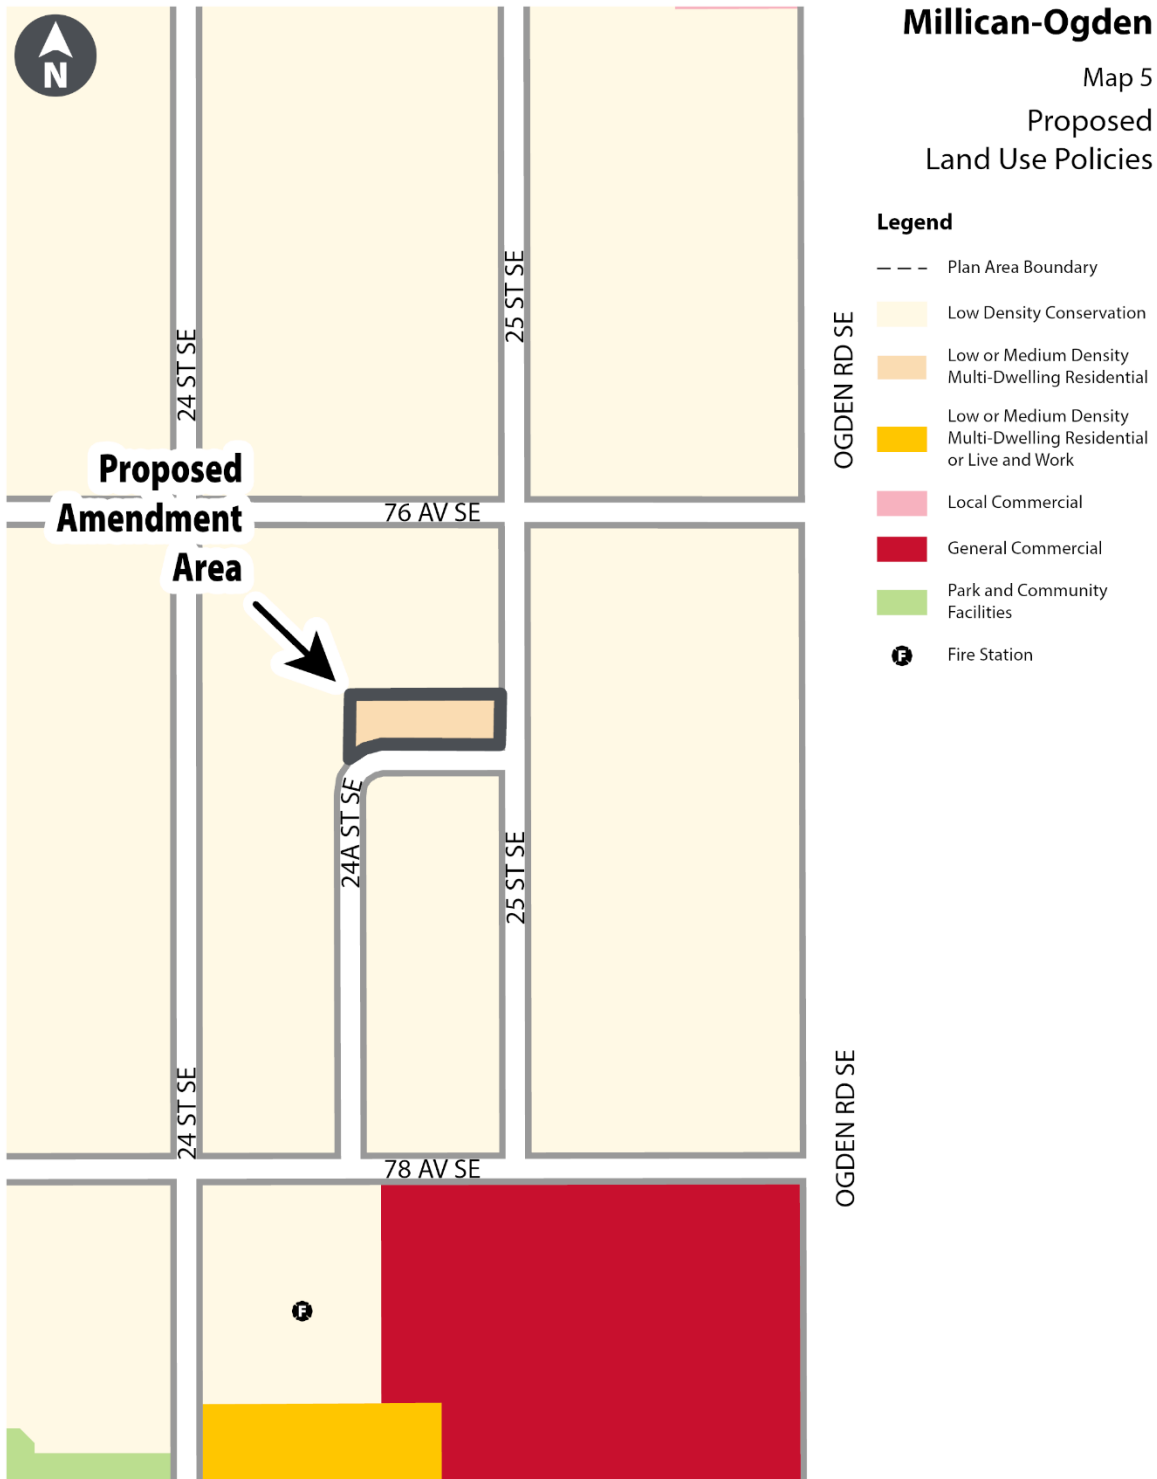 N
Millican-Ogden
Map 5
Proposed
Land Use Policies
Legend
Plan Area Boundary
Low Density Conservation
Low or Medium Density
Multi-Dwelling Residential
Low or Medium Density
Multi-Dwelling Residential
or Live and Work
Local Commercial
General Commercial
Park and Community
Facilities
F
Fire Station
24 ST SE
25 ST SE
OGDEN RD SE
Proposed
Amendment
Area
76 AV SE
24A ST SE
25 ST SE
24 ST SE
OGDEN RD SE
78 AV SE
F